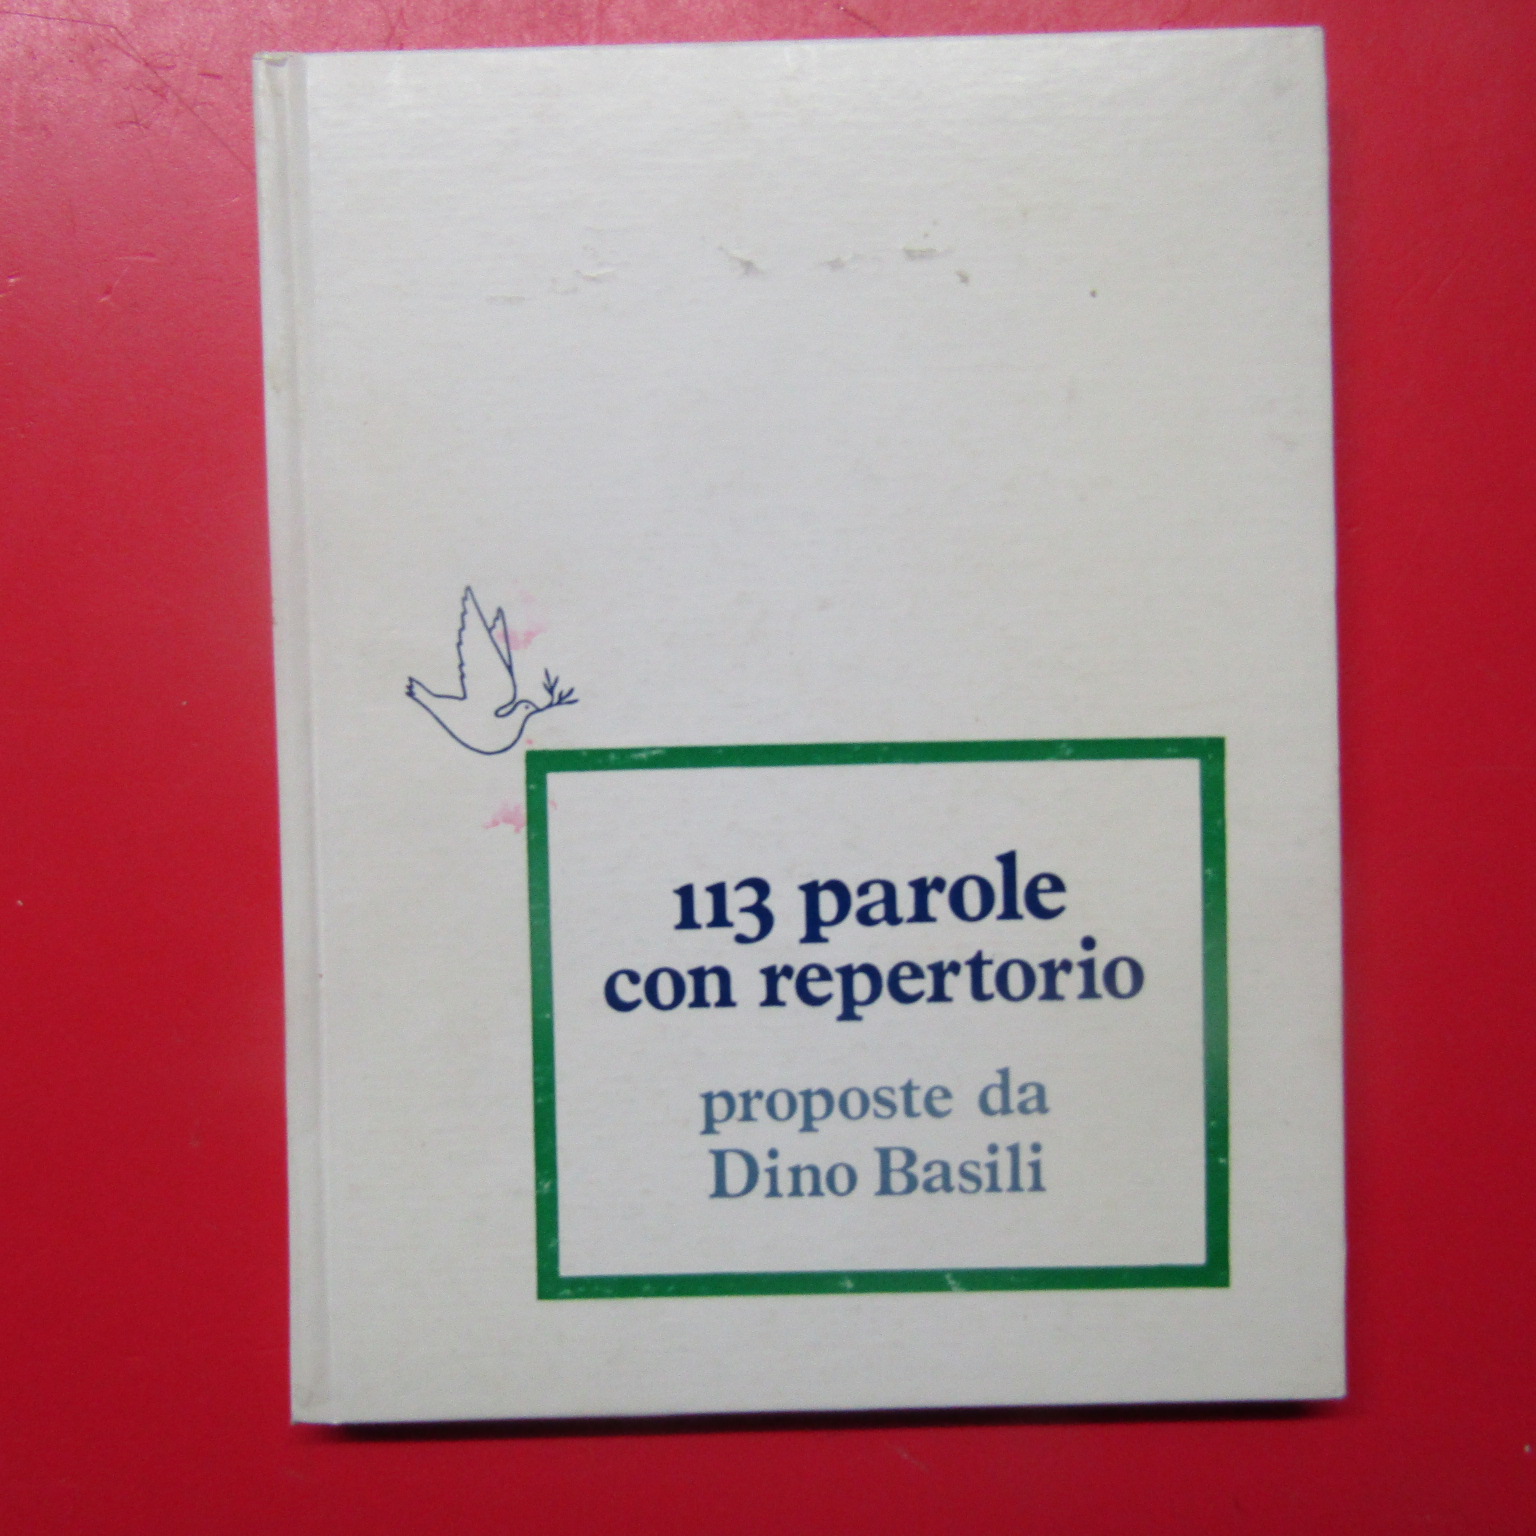 113 parole
con repertorio
proposte da
Dino Basili